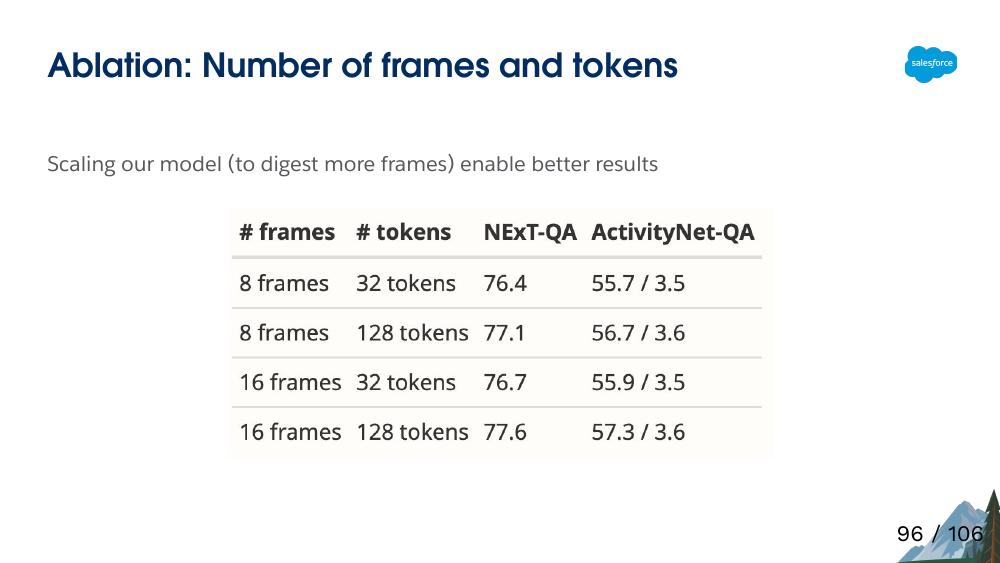 Ablation: Number of frames and tokens
salesforce
Scaling our model (to digest more frames) enable better results
# frames # tokens NExT-QA ActivityNet-QA
8 frames 32 tokens 76.4 55.7 / 3.5
8 frames 128 tokens 77.1 56.7 / 3.6
16 frames 32 tokens 76.7 55.9 / 3.5
16 frames 128 tokens 77.6 57.3 / 3.6
96 / 106